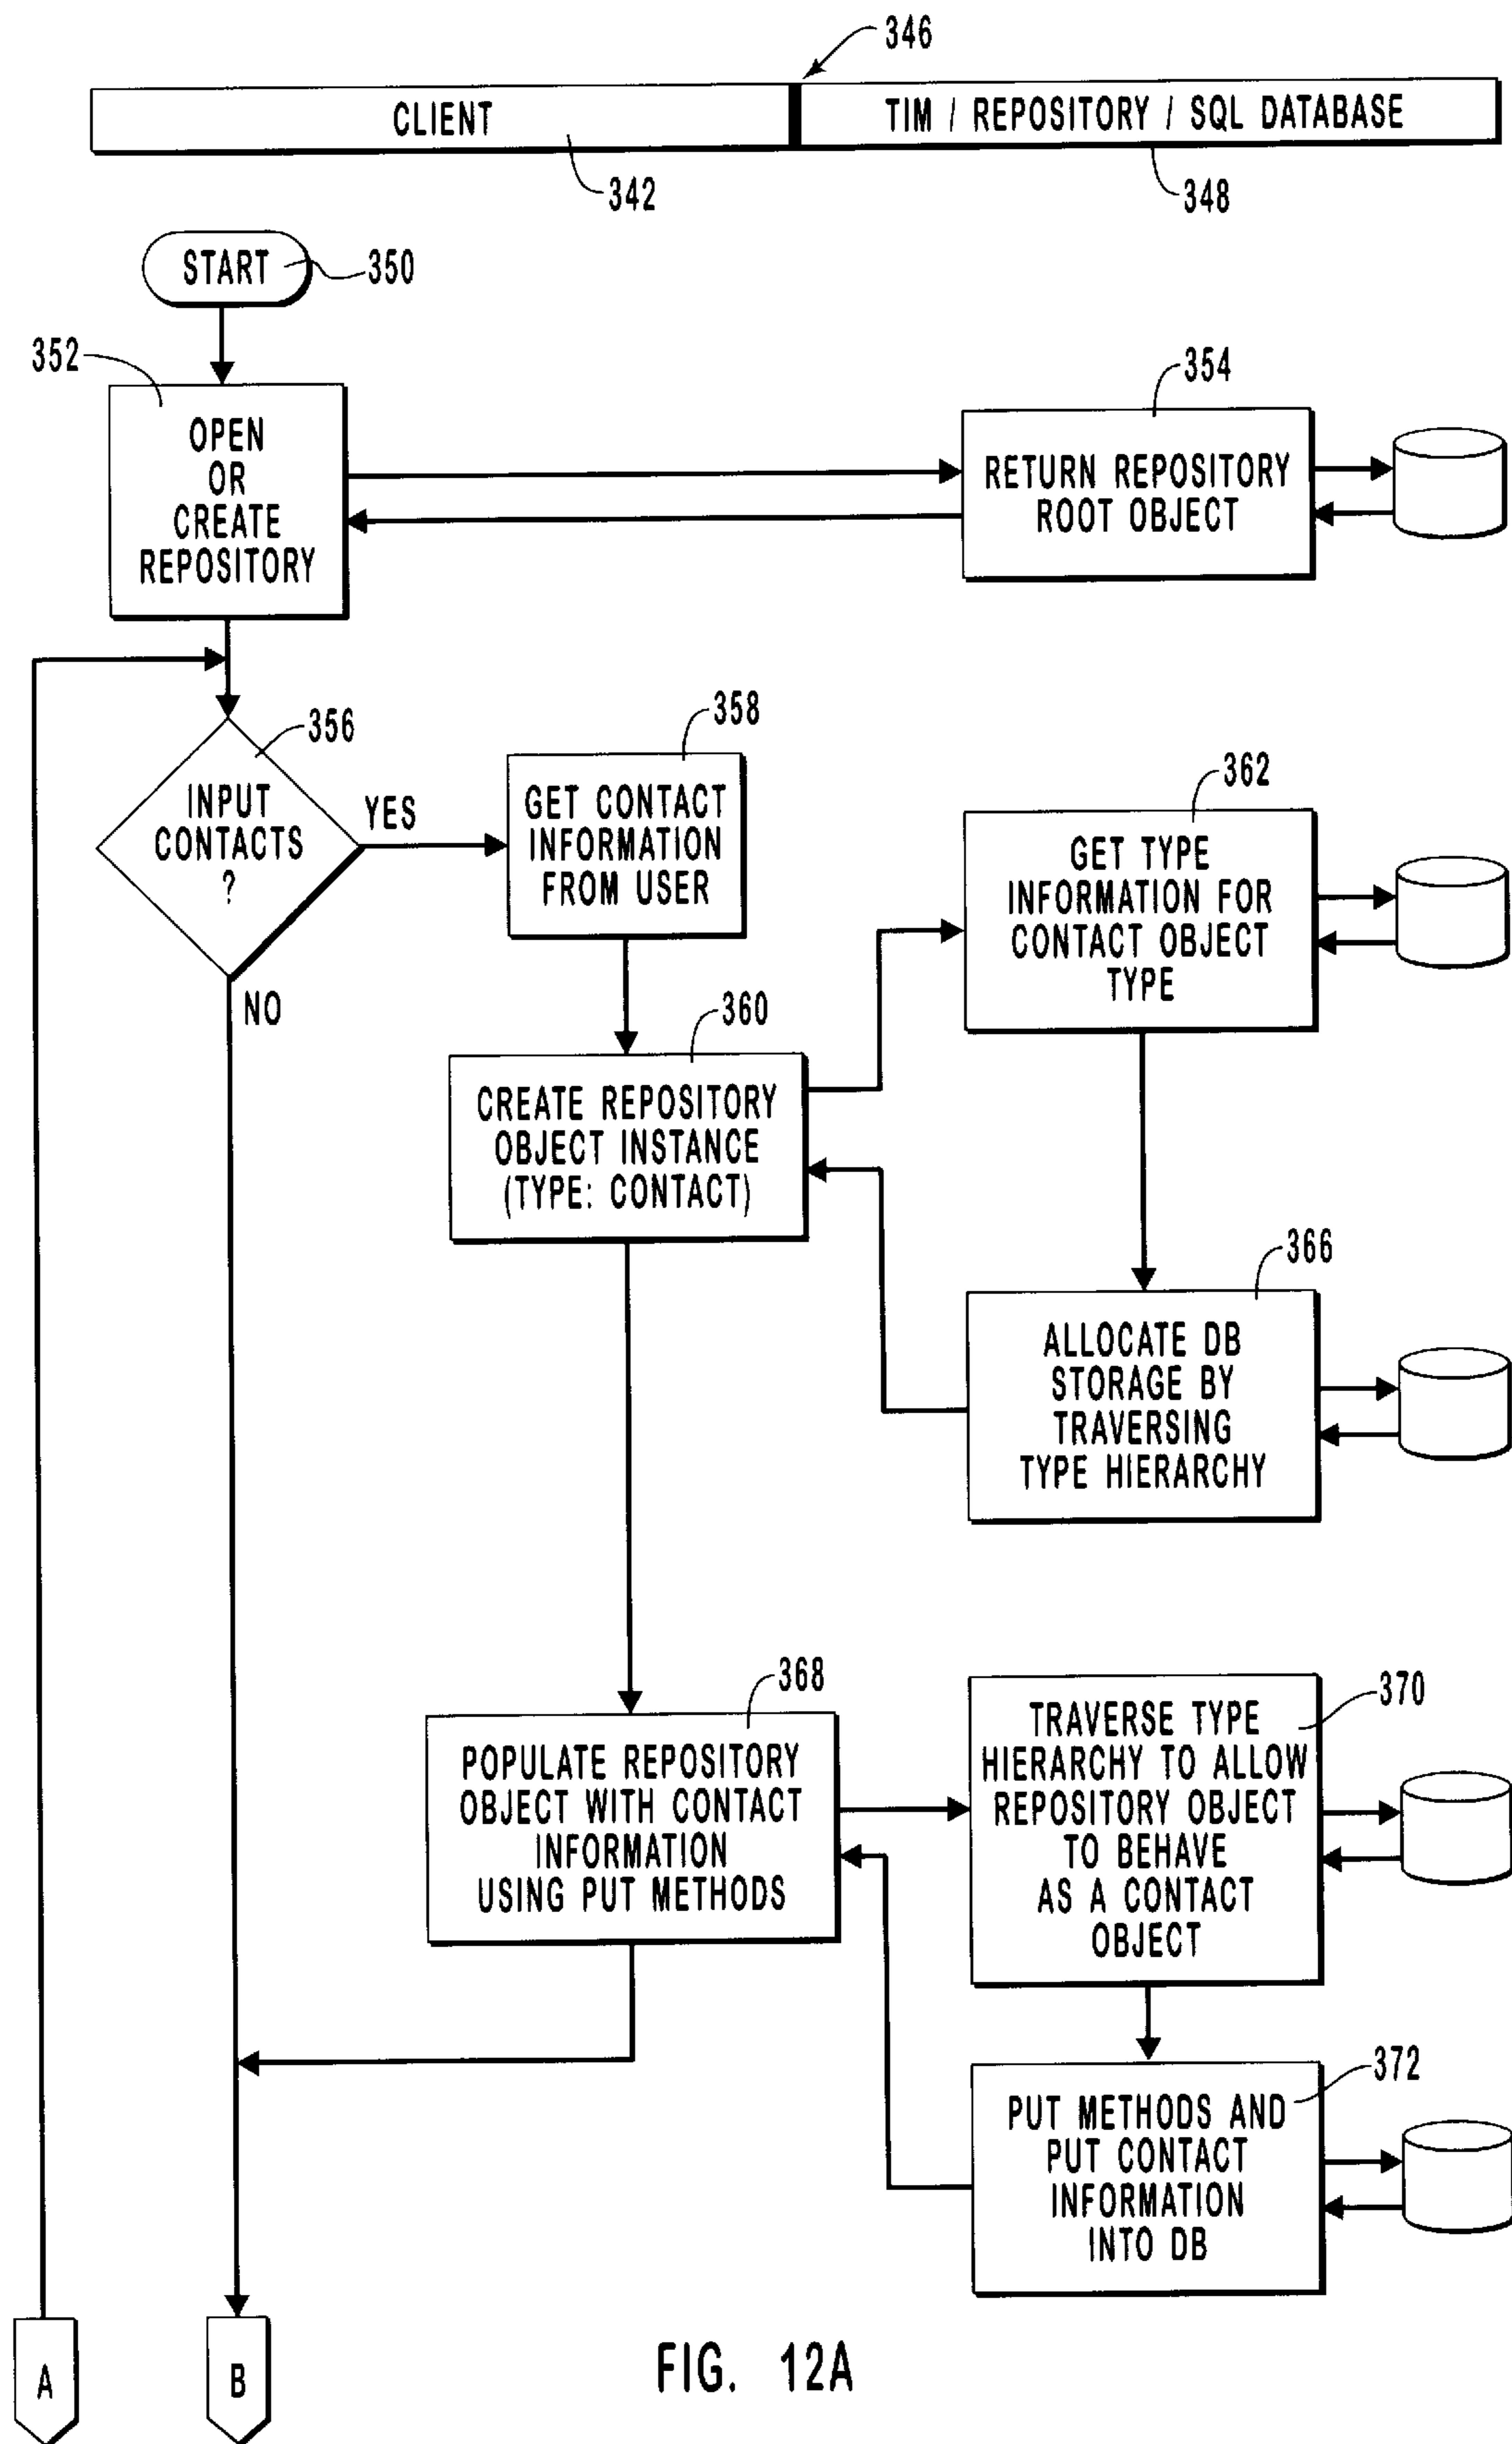 346
CLIENT
TIM / REPOSITORY / SQL DATABASE
342
348
START
350
352
OPEN
OR
CREATE
REPOSITORY
354
RETURN REPOSITORY
ROOT OBJECT
356
INPUT
CONTACTS
?
YES
NO
358
GET CONTACT
INFORMATION
FROM USER
362
GET TYPE
INFORMATION FOR
CONTACT OBJECT
TYPE
360
CREATE REPOSITORY
OBJECT INSTANCE
(TYPE: CONTACT)
366
ALLOCATE DB
STORAGE BY
TRAVERSING
TYPE HIERARCHY
368
POPULATE REPOSITORY
OBJECT WITH CONTACT
INFORMATION
USING PUT METHODS
370
TRAVERSE TYPE
HIERARCHY TO ALLOW
REPOSITORY OBJECT
TO BEHAVE
AS A CONTACT
OBJECT
372
PUT METHODS AND
PUT CONTACT
INFORMATION
INTO DB
A
B
FIG. 12A